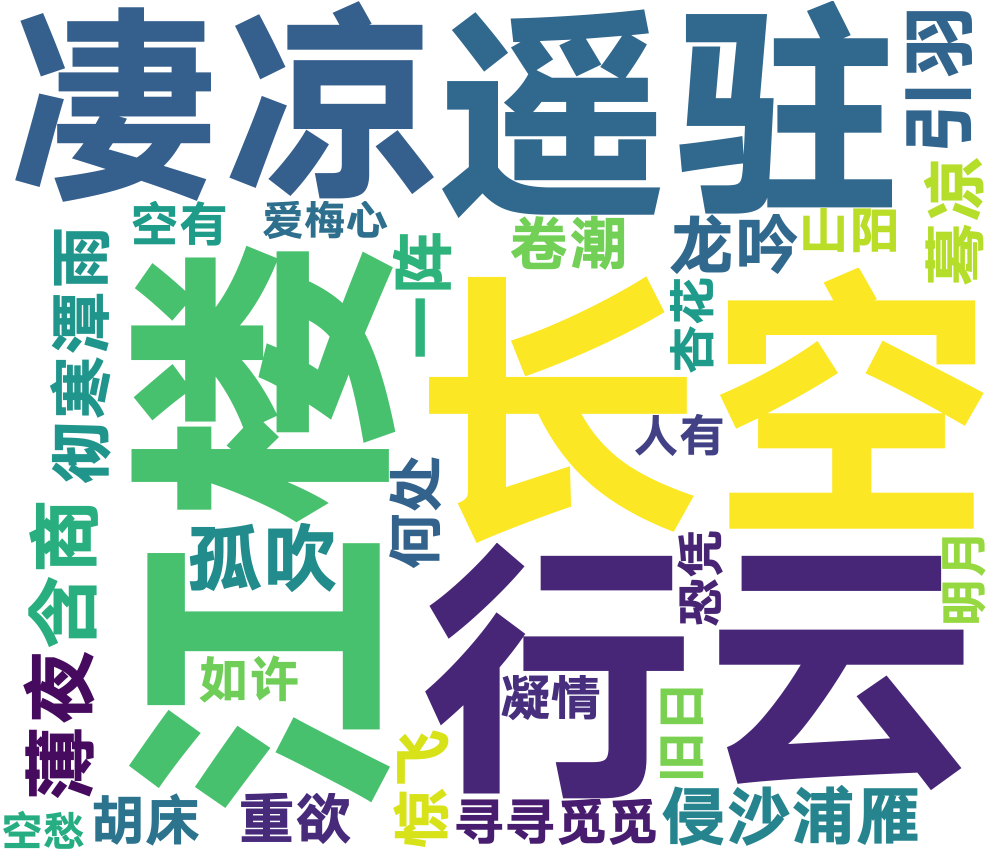 凄凉
遥驻
引羽
蓦凉
空有
爱梅心
一阵
卷潮
龙吟
山阳
彻寒潭雨
江楼
长空
杏花
人有
何处
孤吹
含商
行云
恐凭
明月
如许
凝情
旧日
薄夜
惊飞
空愁
胡床
重欲
寻寻觅觅
侵沙浦雁